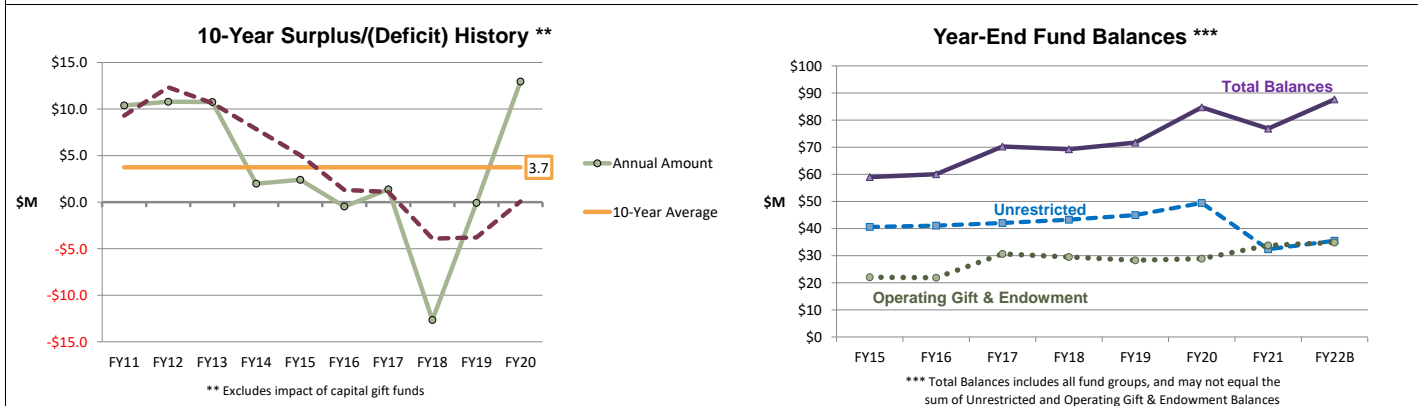 10-Year Surplus/(Deficit) History **
$15.0
$10.0
$5.0
$M
$0.0
-$5.0
-$10.0
-$15.0
3.7
Annual Amount
10-Year Average
FY11 FY12 FY13 FY14 FY15 FY16 FY17 FY18 FY19 FY20
** Excludes impact of capital gift funds
Year-End Fund Balances ***
$100
$90
$80
$70
$60
$M
$50
$40
$30
$20
$10
$0
Total Balances
Unrestricted
Operating Gift & Endowment
FY15 FY16 FY17 FY18 FY19 FY20 FY21 FY22B
*** Total Balances includes all fund groups, and may not equal the
sum of Unrestricted and Operating Gift & Endowment Balances